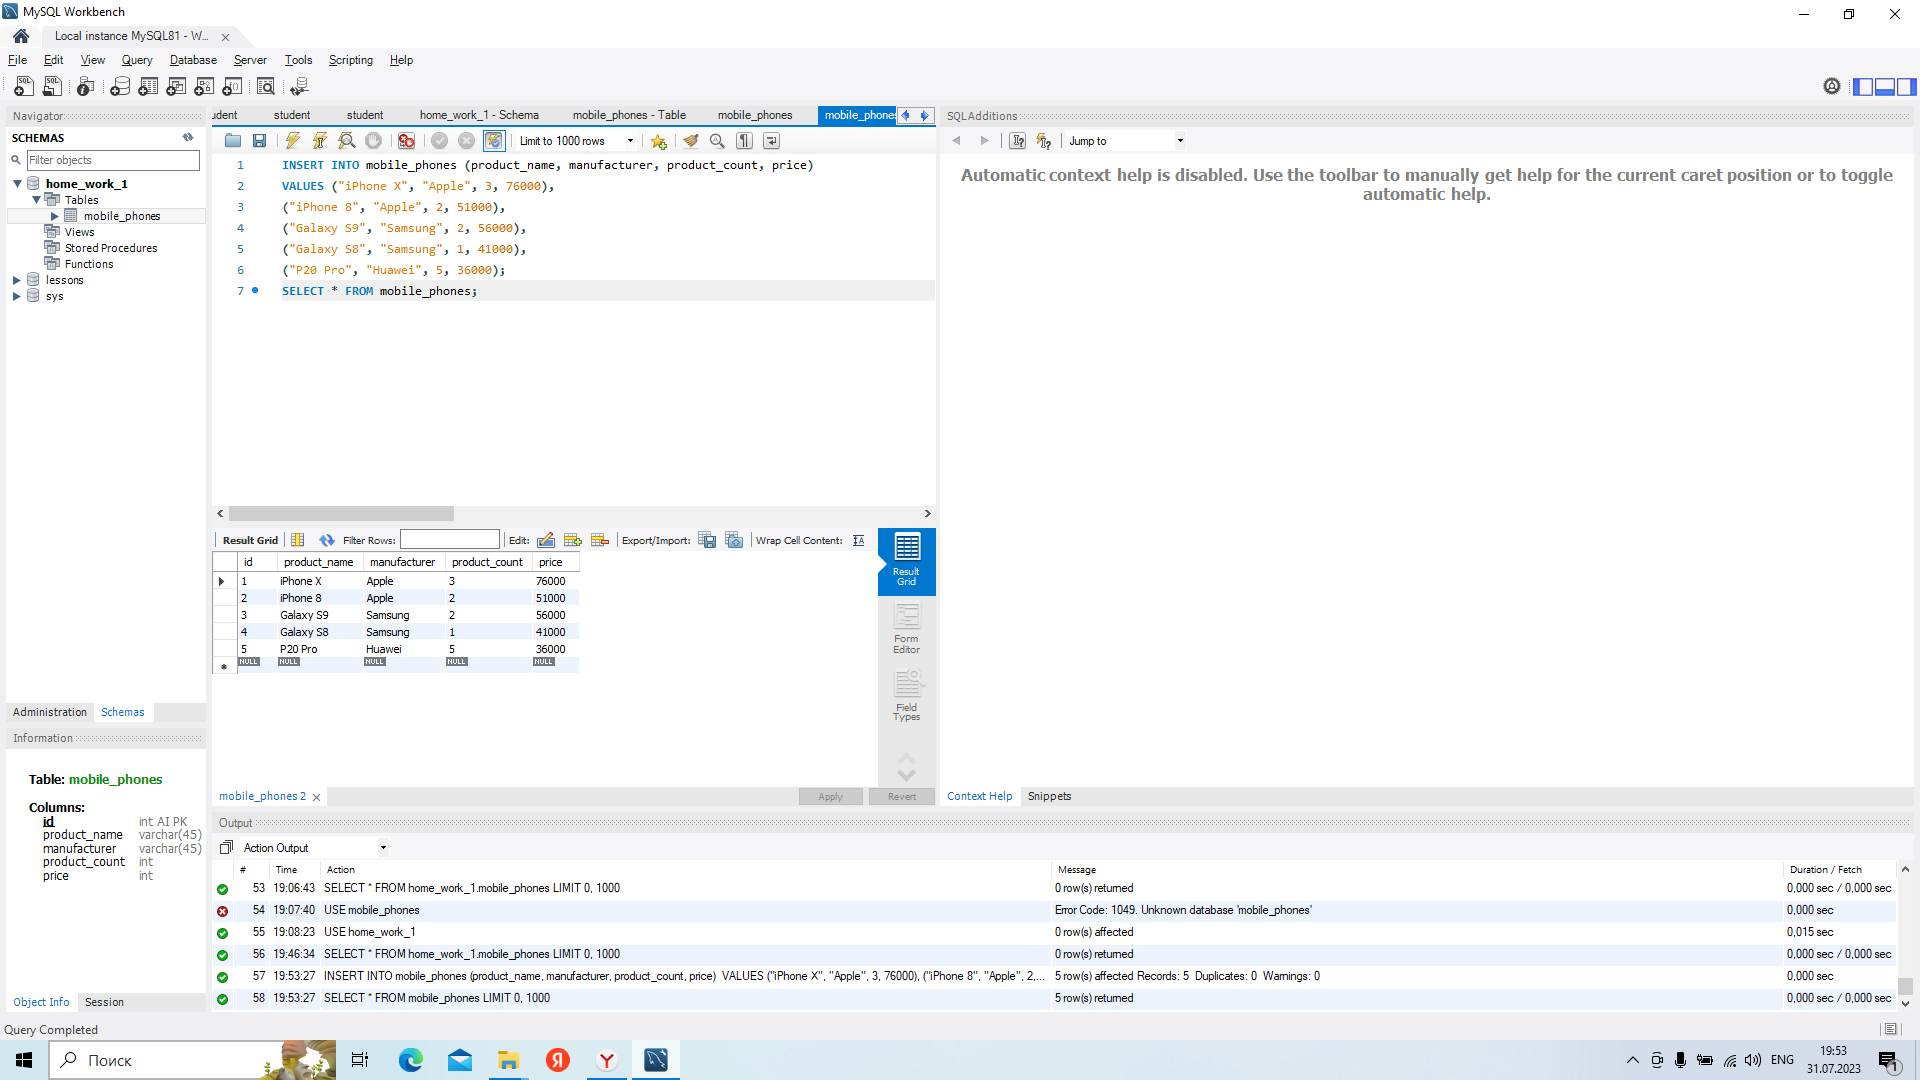 MySQL Workbench
Local instance MySQL81 - W...
File Edit View Query Database Server Tools Scripting Help
Navigator
SCHEMAS
Filter objects
home_work_1
Tables
mobile_phones
Views
Stored Procedures
Functions
lessons
sys
Administration Schemas
Information
Table: mobile_phones
Columns:
id int AI PK
product_name varchar(45)
manufacturer varchar(45)
product_count int
price int
Object Info Session
udent student student home_work_1 - Schema mobile_phones - Table mobile_phones mobile_phones
Limit to 1000 rows
1 INSERT INTO mobile_phones (product_name, manufacturer, product_count, price)
2 VALUES ("iPhone X", "Apple", 3, 76000),
3 ("iPhone 8", "Apple", 2, 51000),
4 ("Galaxy S9", "Samsung", 2, 56000),
5 ("Galaxy S8", "Samsung", 1, 41000),
6 ("P20 Pro", "Huawei", 5, 36000);
7 SELECT * FROM mobile_phones;
Result Grid Filter Rows: Edit: Export/Import: Wrap Cell Content:
id product_name manufacturer product_count price
1 iPhone X Apple 3 76000
2 iPhone 8 Apple 2 51000
3 Galaxy S9 Samsung 2 56000
4 Galaxy S8 Samsung 1 41000
5 P20 Pro Huawei 5 36000
NULL NULL NULL NULL NULL
Result
Grid
Form
Editor
Field
Types
mobile_phones 2
Apply Revert
SQLAdditions
Jump to
Automatic context help is disabled. Use the toolbar to manually get help for the current caret position or to toggle
automatic help.
Context Help Snippets
Output
Action Output
# Time Action Message Duration / Fetch
53 19:06:43 SELECT * FROM home_work_1.mobile_phones LIMIT 0, 1000 0 row(s) returned 0,000 sec / 0,000 sec
54 19:07:40 USE mobile_phones Error Code: 1049. Unknown database 'mobile_phones' 0,000 sec
55 19:08:23 USE home_work_1 0 row(s) affected 0,015 sec
56 19:46:34 SELECT * FROM home_work_1.mobile_phones LIMIT 0, 1000 0 row(s) returned 0,000 sec / 0,000 sec
57 19:53:27 INSERT INTO mobile_phones (product_name, manufacturer, product_count, price) VALUES ("iPhone X", "Apple", 3, 76000), ("iPhone 8", "Apple", 2,... 5 row(s) affected Records: 5 Duplicates: 0 Warnings: 0 0,000 sec
58 19:53:27 SELECT * FROM mobile_phones LIMIT 0, 1000 5 row(s) returned 0,000 sec / 0,000 sec
Query Completed
Поиск
ENG
19:53
31.07.2023
1